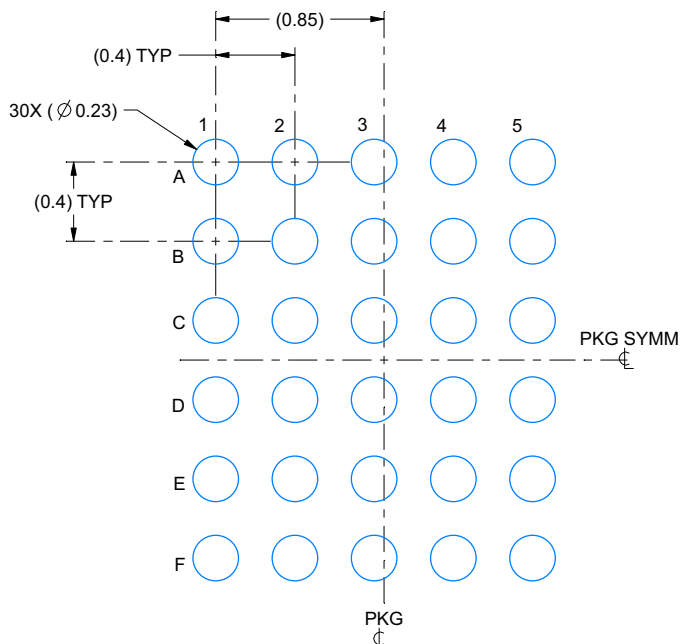 (0.85)
(0.4) TYP
30X ( ∅ 0.23)
1 2 3 4 5
A
(0.4) TYP
B
C
PKG SYMM
℄
D
E
F
PKG
℄